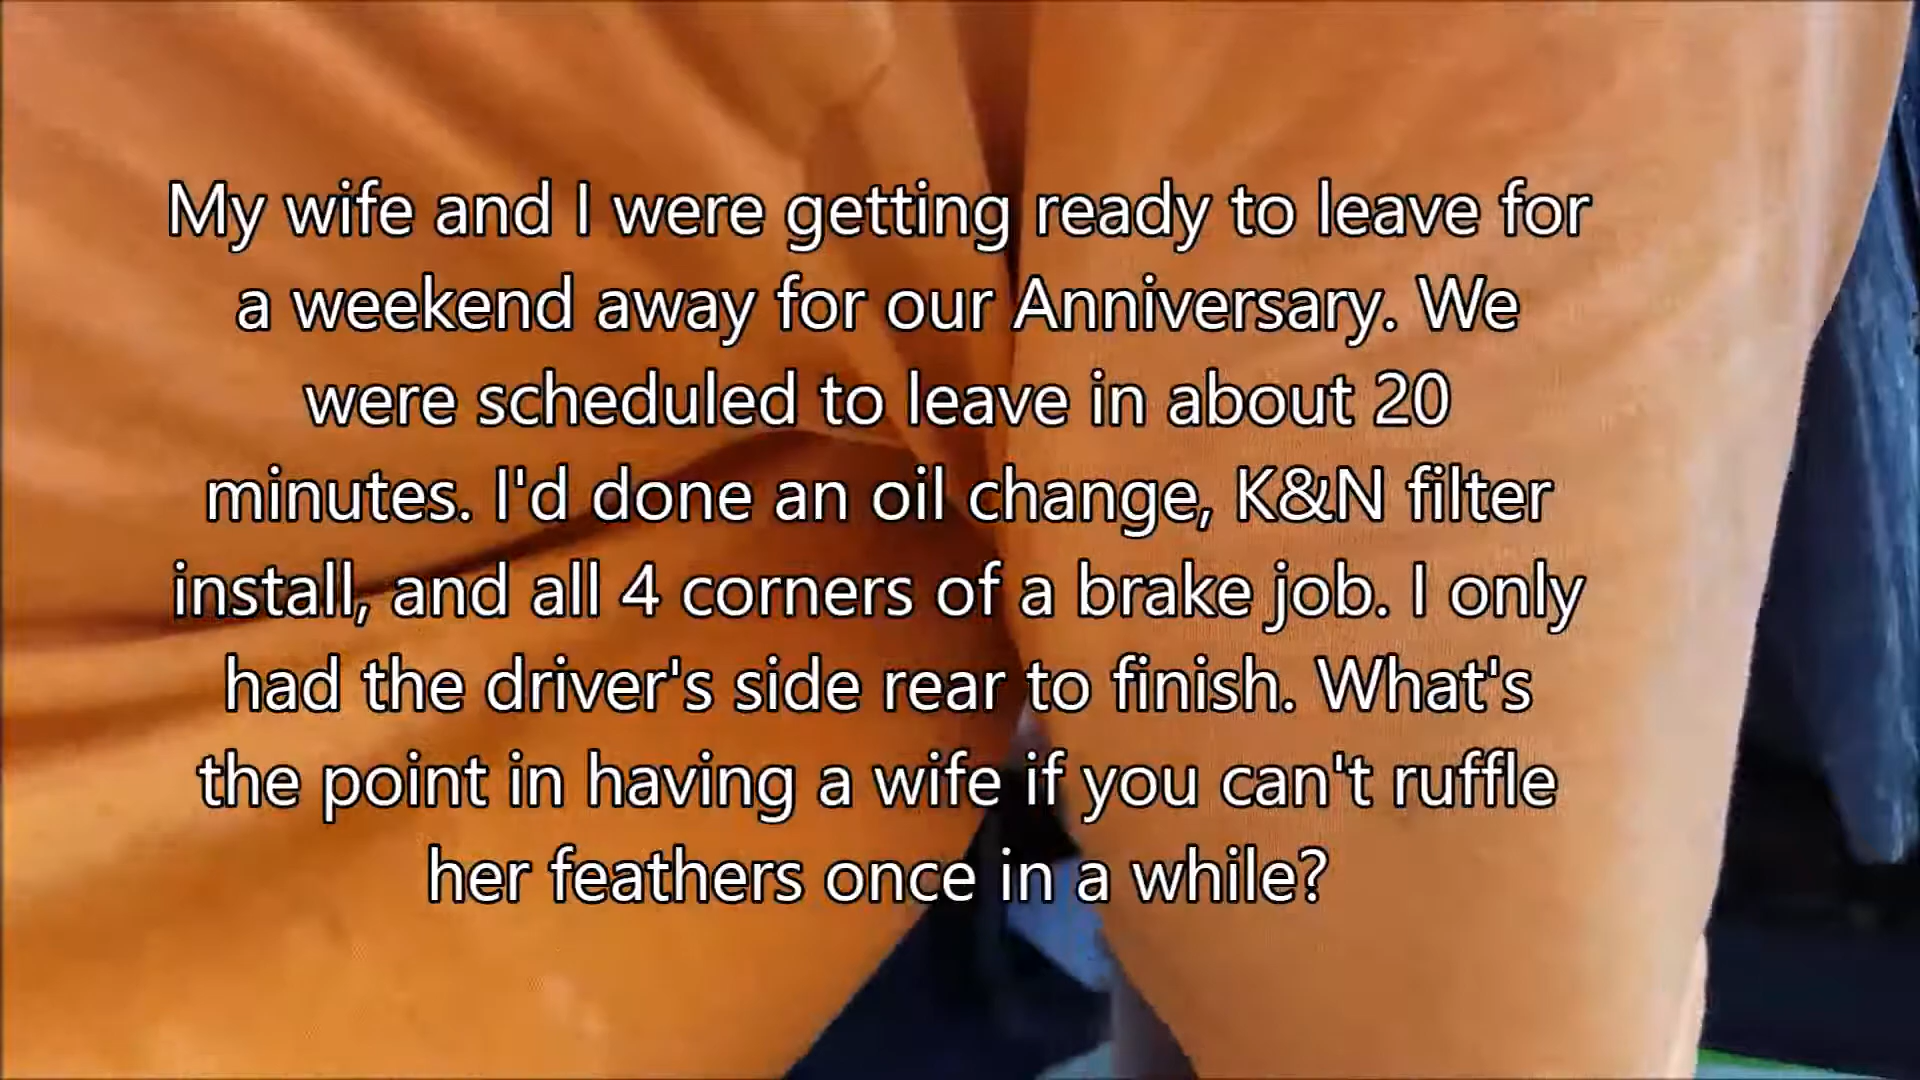 My wife and I were getting ready to leave for
a weekend away for our Anniversary. We
were scheduled to leave in about 20
minutes. I'd done an oil change, K&N filter
install, and all 4 corners of a brake job. I only
had the driver's side rear to finish. What's
the point in having a wife if you can't ruffle
her feathers once in a while?